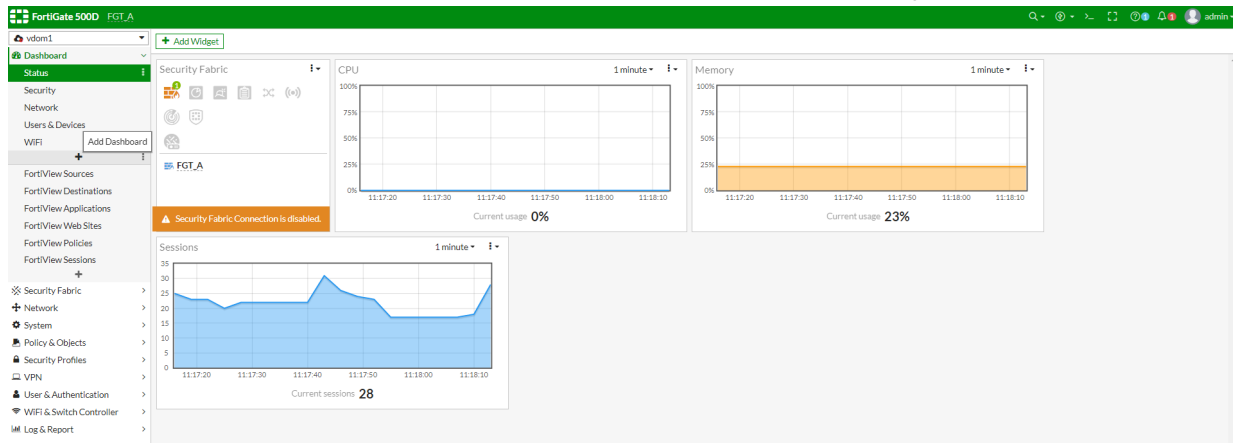 FortiGate 500D FGT_A
1 1 admin
vdom1
Add Widget
Dashboard
Status
Security
Network
Users & Devices
WiFi
Add Dashboard
FortiView Sources
FortiView Destinations
FortiView Applications
FortiView Web Sites
FortiView Policies
FortiView Sessions
Security Fabric
Network
System
Policy & Objects
Security Profiles
VPN
User & Authentication
WiFi & Switch Controller
Log & Report
Security Fabric
FGT_A
Security Fabric Connection is disabled.
CPU 1 minute
100%
75%
50%
25%
0%
11:17:20 11:17:30 11:17:40 11:17:50 11:18:00 11:18:10
Current usage 0%
Memory 1 minute
100%
75%
50%
25%
0%
11:17:20 11:17:30 11:17:40 11:17:50 11:18:00 11:18:10
Current usage 23%
Sessions 1 minute
35
30
25
20
15
10
5
0
11:17:20 11:17:30 11:17:40 11:17:50 11:18:00 11:18:10
Current sessions 28